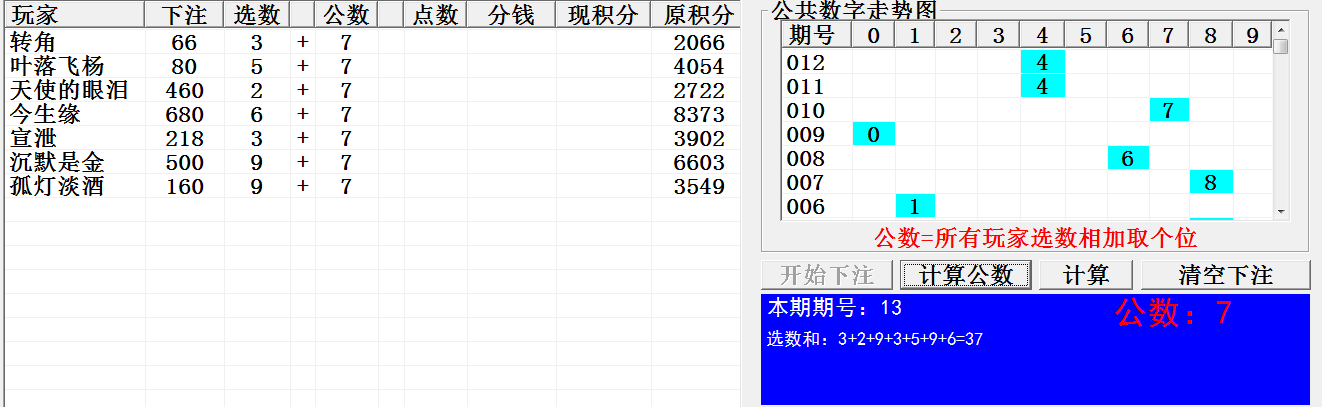 玩家 下注 选数 公数 点数 分钱 现积分 原积分
转角 66 3 + 7 2066
叶落飞杨 80 5 + 7 4054
天使的眼泪 460 2 + 7 2722
今生缘 680 6 + 7 8373
宣泄 218 3 + 7 3902
沉默是金 500 9 + 7 6603
孤灯淡酒 160 9 + 7 3549
公共数字走势图
期号 0 1 2 3 4 5 6 7 8 9
012 4
011 4
010 7
009 0
008 6
007 8
006 1
公数=所有玩家选数相加取个位
开始下注 计算公数 计算 清空下注
本期期号：13 公数：7
选数和：3+2+9+3+5+9+6=37